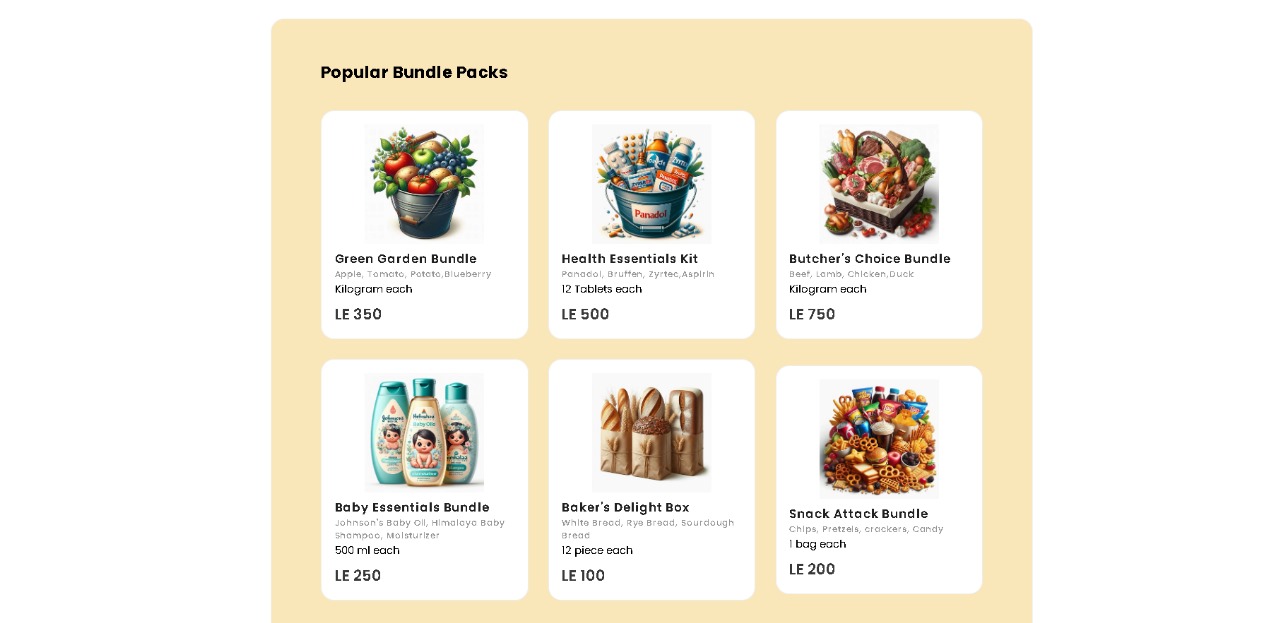 Popular Bundle Packs
Panadol
Green Garden Bundle
Apple, Tomato, Potato,Blueberry
Kilogram each
LE 350
Health Essentials Kit
Panadol, Bruffen, Zyrtec,Aspirin
12 Tablets each
LE 500
Butcher's Choice Bundle
Beef, Lamb, Chicken,Duck
Kilogram each
LE 750
Baby Essentials Bundle
Johnson's Baby Oil, Himalaya Baby
Shampoo, Moisturizer
500 ml each
LE 250
Baker's Delight Box
White Bread, Rye Bread, Sourdough
Bread
12 piece each
LE 100
Snack Attack Bundle
Chips, Pretzels, crackers, Candy
1 bag each
LE 200